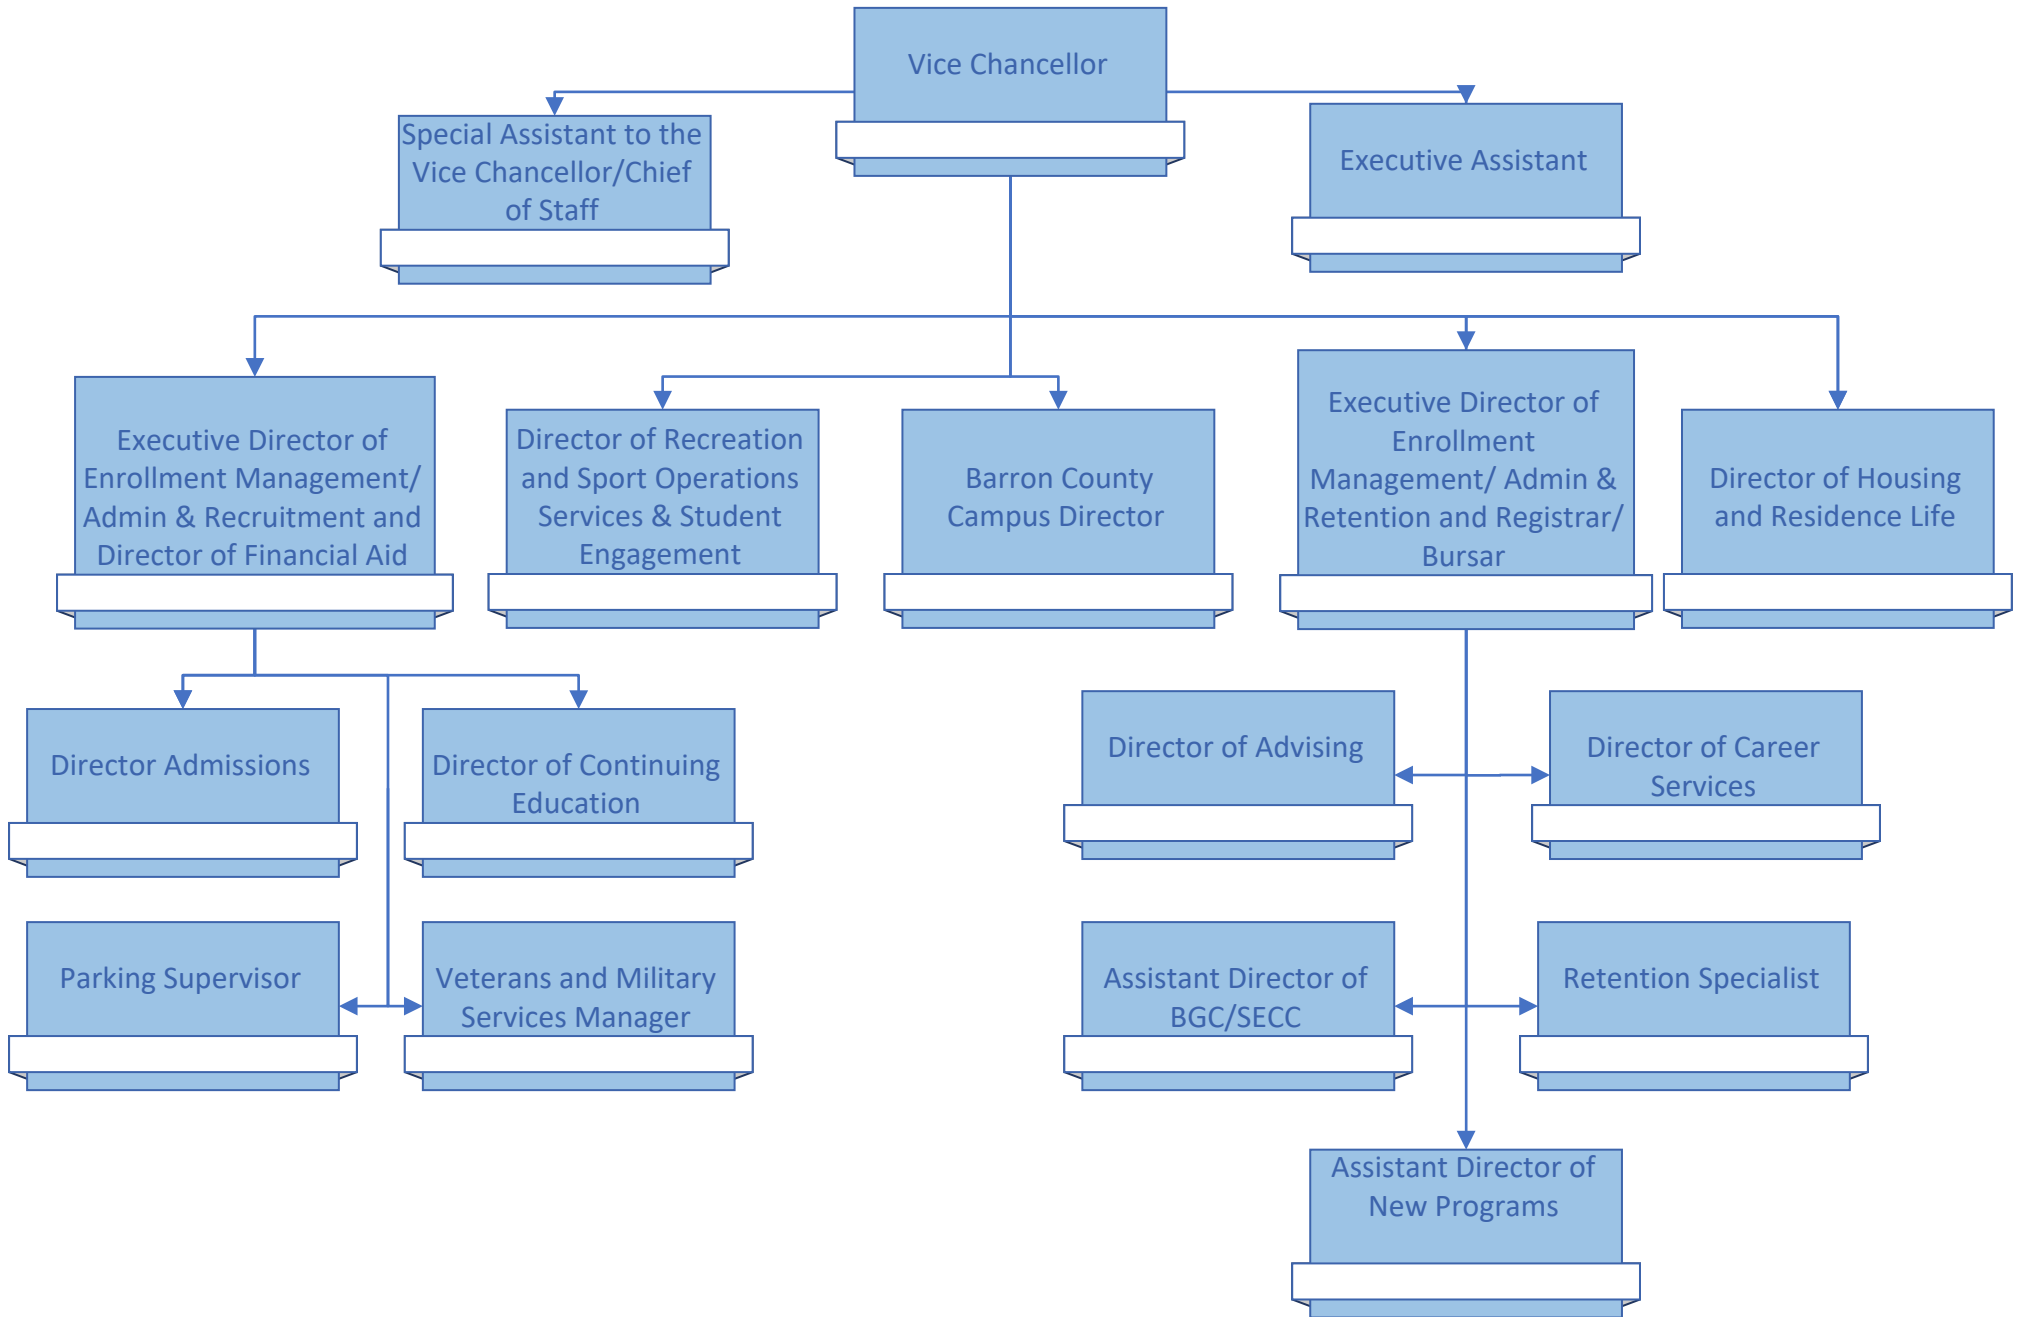 Vice Chancellor
Special Assistant to the
Vice Chancellor/Chief
of Staff
Executive Assistant
Executive Director of
Enrollment Management/
Admin & Recruitment and
Director of Financial Aid
Director of Recreation
and Sport Operations
Services & Student
Engagement
Barron County
Campus Director
Executive Director of
Enrollment
Management/ Admin &
Retention and Registrar/
Bursar
Director of Housing
and Residence Life
Director Admissions
Director of Continuing
Education
Director of Advising
Director of Career
Services
Parking Supervisor
Veterans and Military
Services Manager
Assistant Director of
BGC/SECC
Retention Specialist
Assistant Director of
New Programs